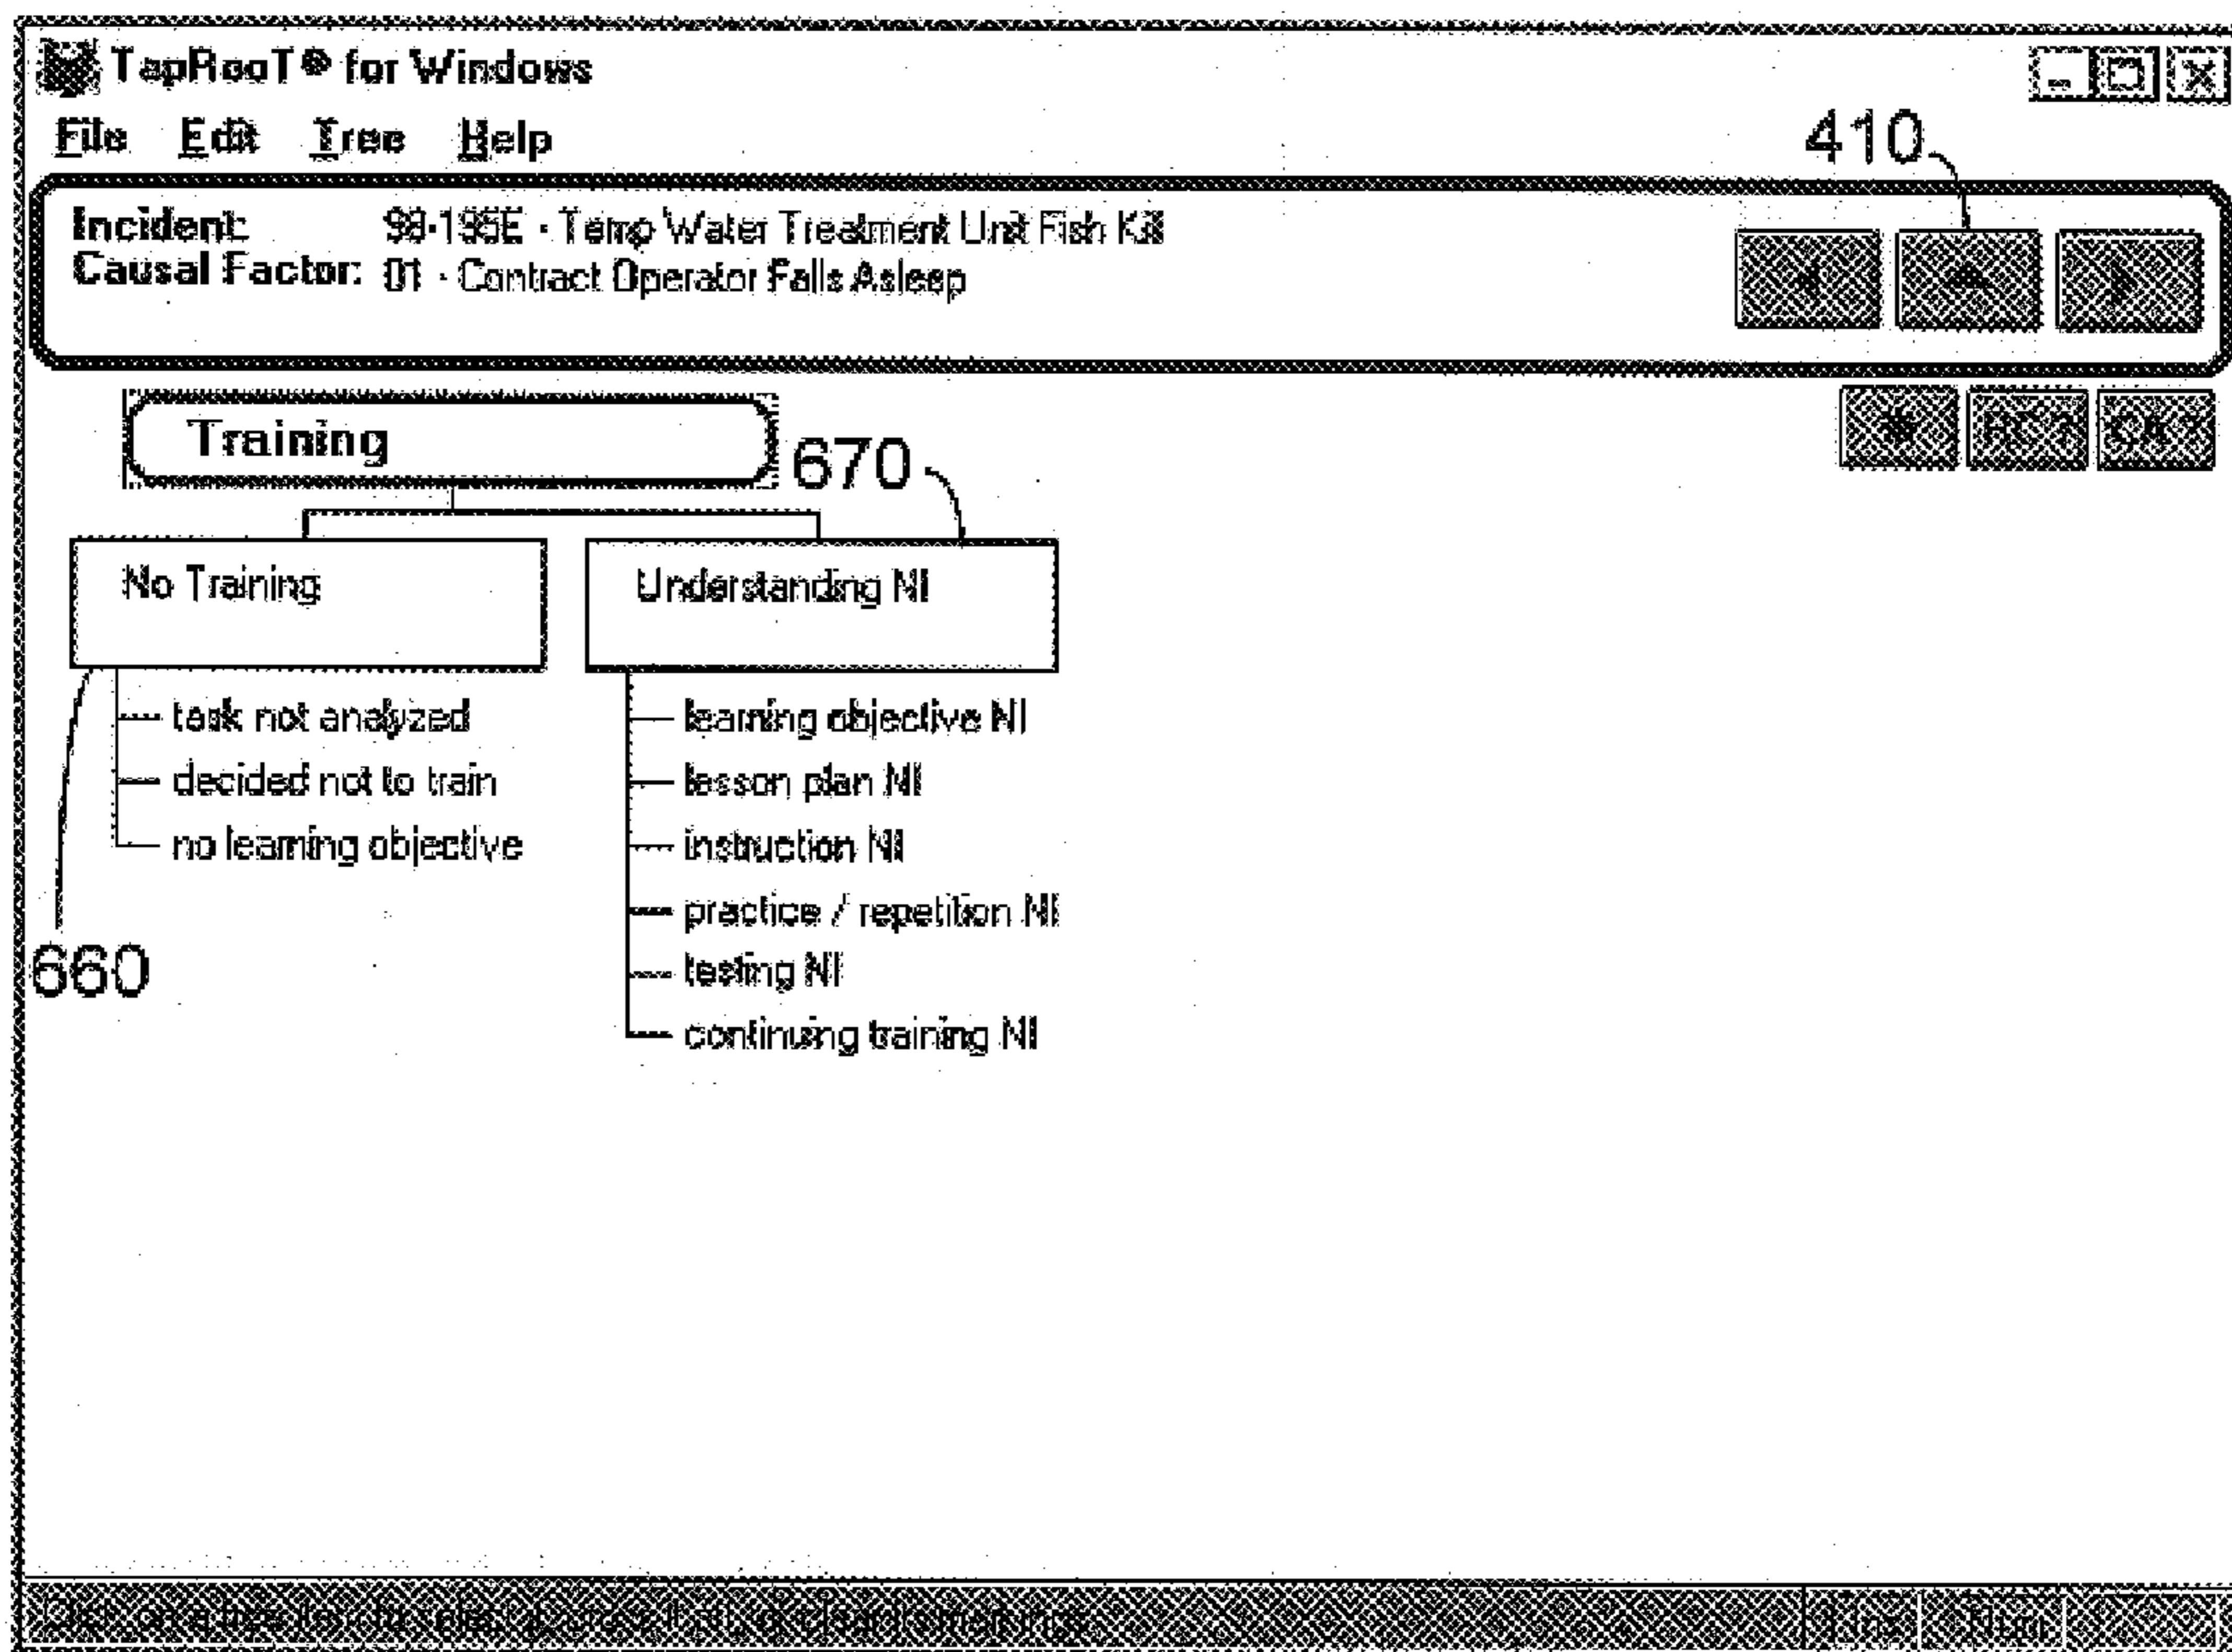 TapRooT® for Windows
File Edit Tree Help
410
Incident: 98-195E - Temp Water Treatment Unit Fish Kill
Causal Factor: 01 - Contract Operator Falls Asleep
Training
670
No Training
Understanding NI
task not analyzed
decided not to train
no learning objective
learning objective NI
lesson plan NI
instruction NI
practice / repetition NI
testing NI
continuing training NI
660